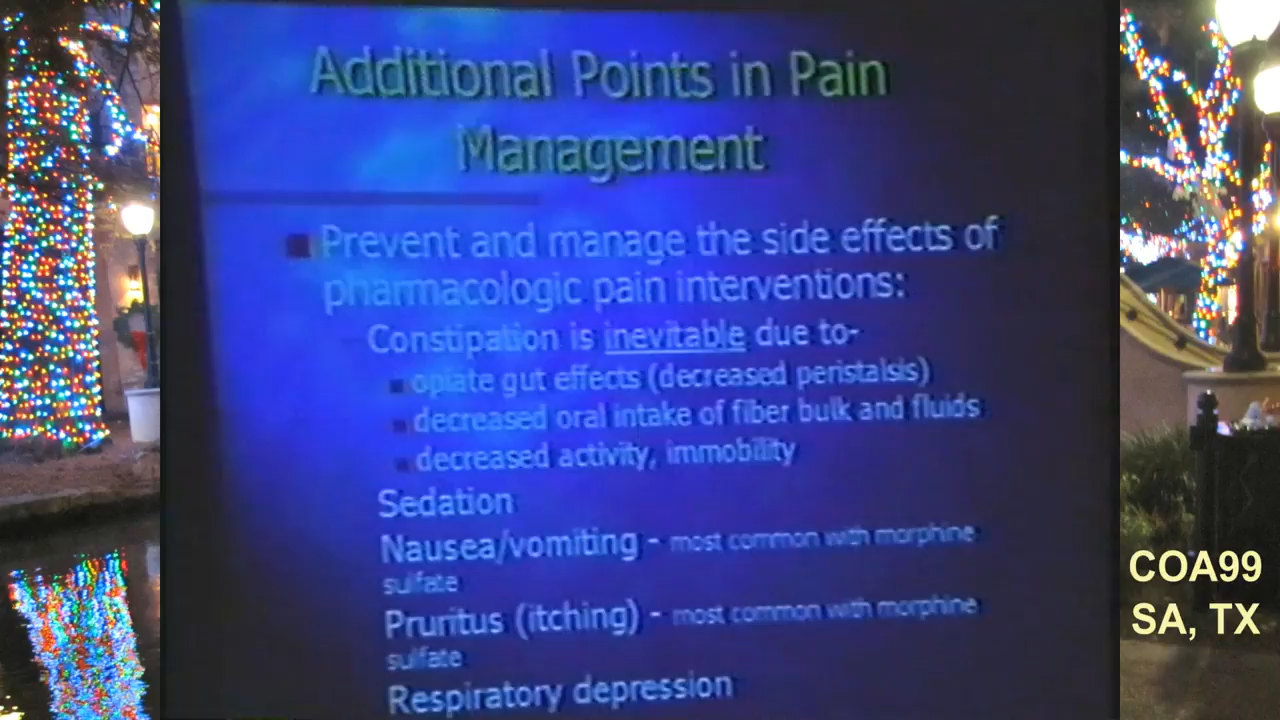 Additional Points in Pain
Management
Prevent and manage the side effects of
pharmacologic pain interventions:
Constipation is inevitable due to-
opiate gut effects (decreased peristalsis)
decreased oral intake of fiber bulk and fluids
decreased activity, immobility
Sedation
Nausea/vomiting - most common with morphine
sulfate
Pruritus (itching) - most common with morphine
sulfate
Respiratory depression
COA99
SA, TX